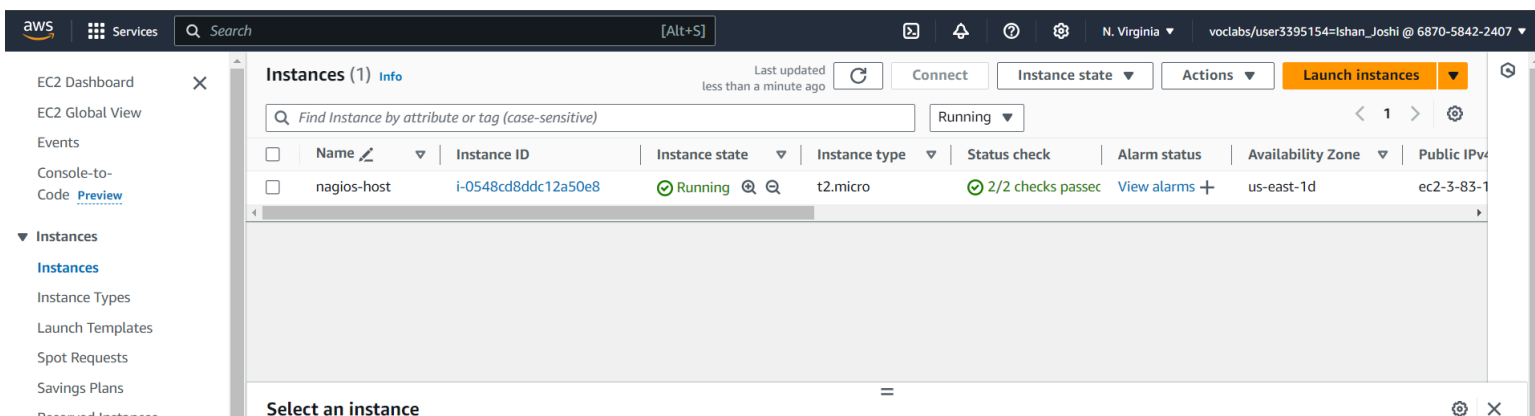 aws Services Search [Alt+S] N. Virginia voclabs/user3395154=Ishan_Joshi @ 6870-5842-2407
EC2 Dashboard
EC2 Global View
Events
Console-to-
Code Preview
Instances
Instances
Instance Types
Launch Templates
Spot Requests
Savings Plans
Instances (1) Info
Last updated
less than a minute ago
Connect Instance state Actions Launch instances
Find Instance by attribute or tag (case-sensitive) Running 1
Name Instance ID Instance state Instance type Status check Alarm status Availability Zone Public IPv4
nagios-host i-0548cd8ddc12a50e8 Running t2.micro 2/2 checks passec View alarms + us-east-1d ec2-3-83-1
Select an instance